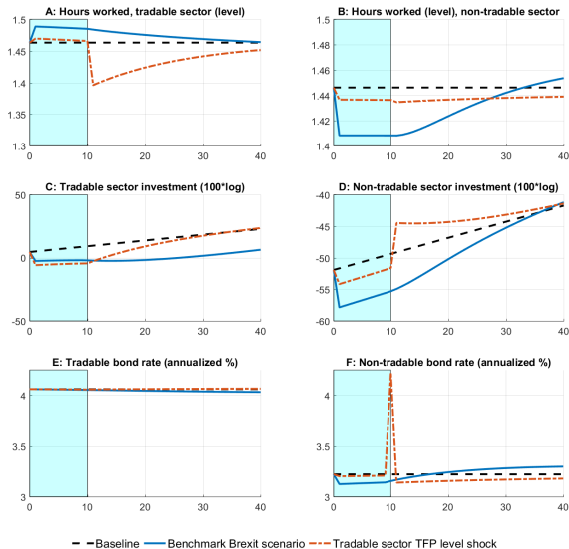 A: Hours worked, tradable sector (level)
1.5
1.45
1.4
1.35
1.3
0 10 20 30 40
B: Hours worked (level), non-tradable sector
1.5
1.48
1.46
1.44
1.42
1.4
0 10 20 30 40
C: Tradable sector investment (100*log)
50
0
-50
0 10 20 30 40
D: Non-tradable sector investment (100*log)
-40
-45
-50
-55
-60
0 10 20 30 40
E: Tradable bond rate (annualized %)
4
3.5
3
0 10 20 30 40
F: Non-tradable bond rate (annualized %)
4
3.5
3
0 10 20 30 40
Baseline Benchmark Brexit scenario Tradable sector TFP level shock